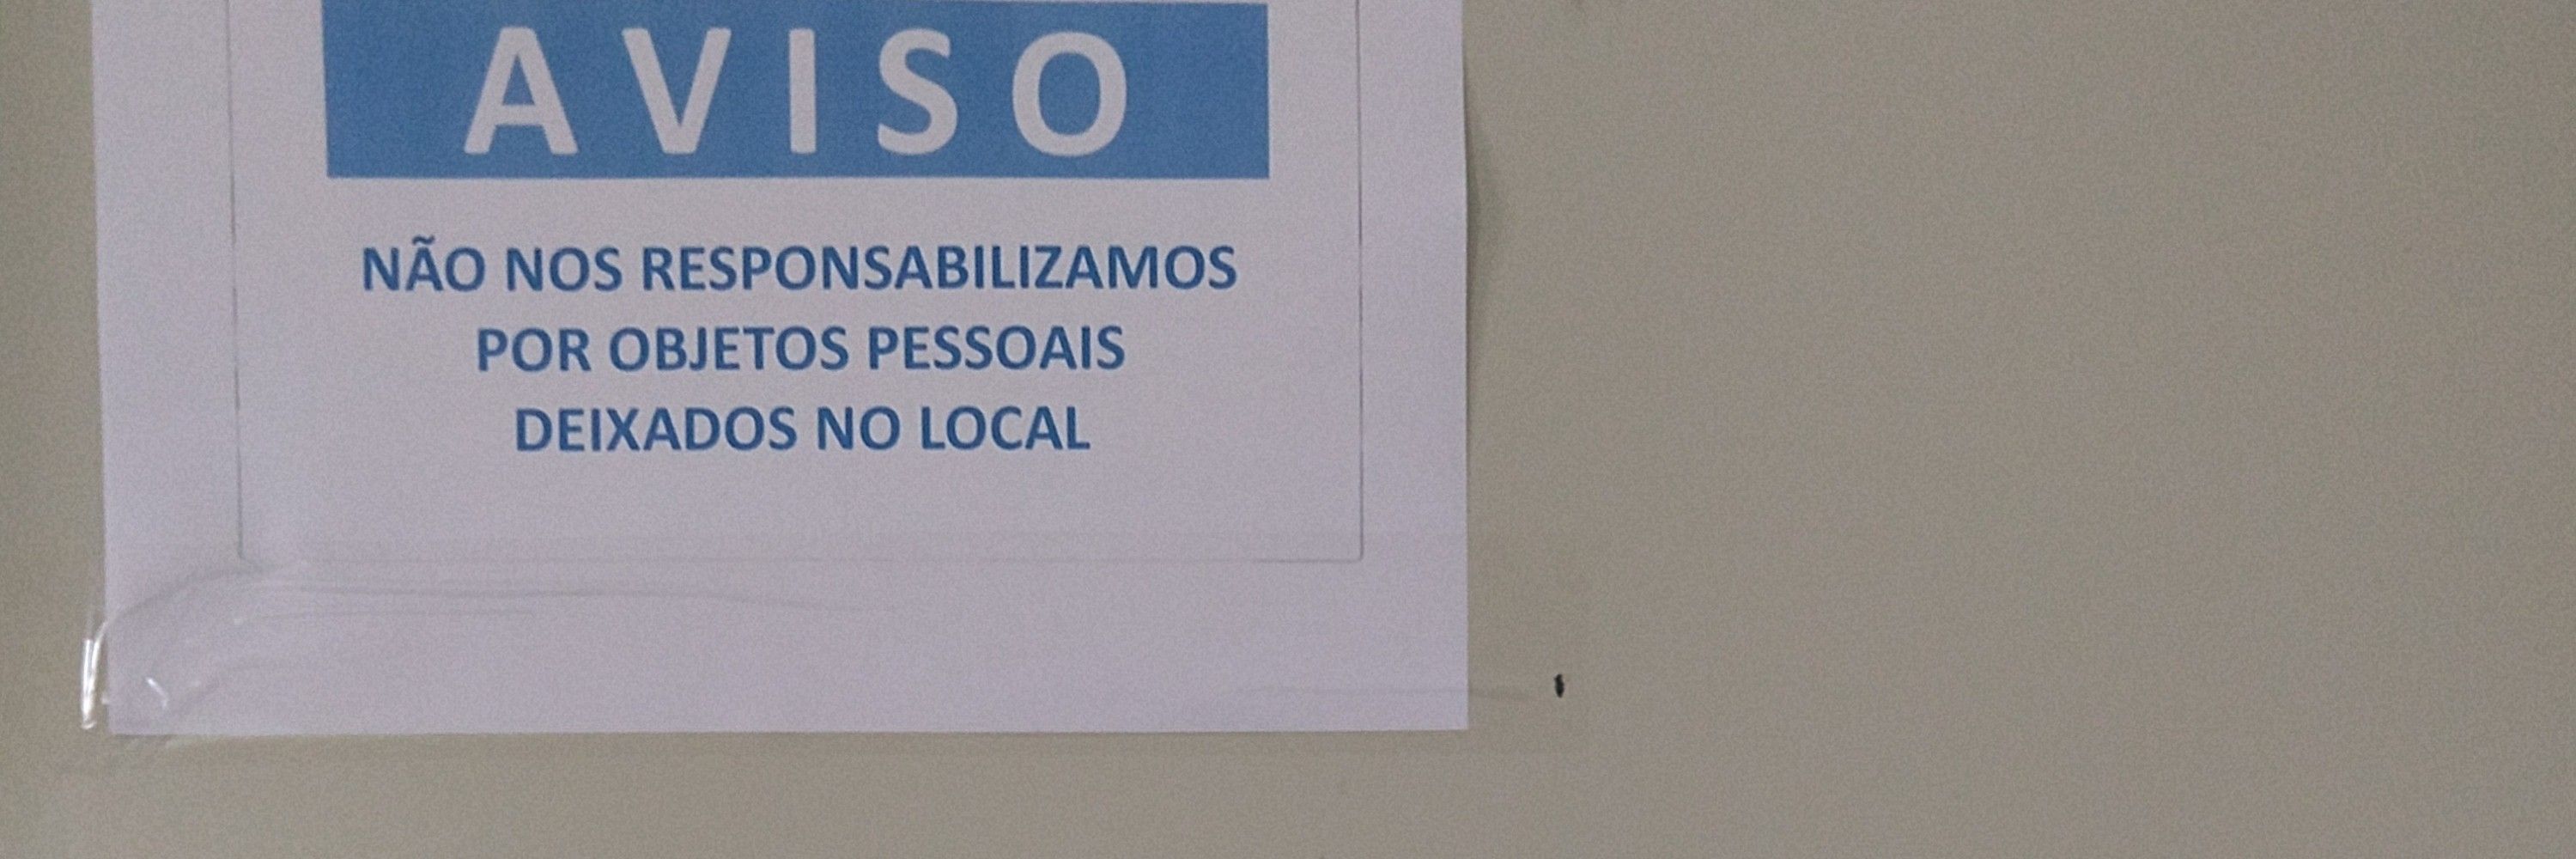 AVISO
NÃO NOS RESPONSABILIZAMOS
POR OBJETOS PESSOAIS
DEIXADOS NO LOCAL